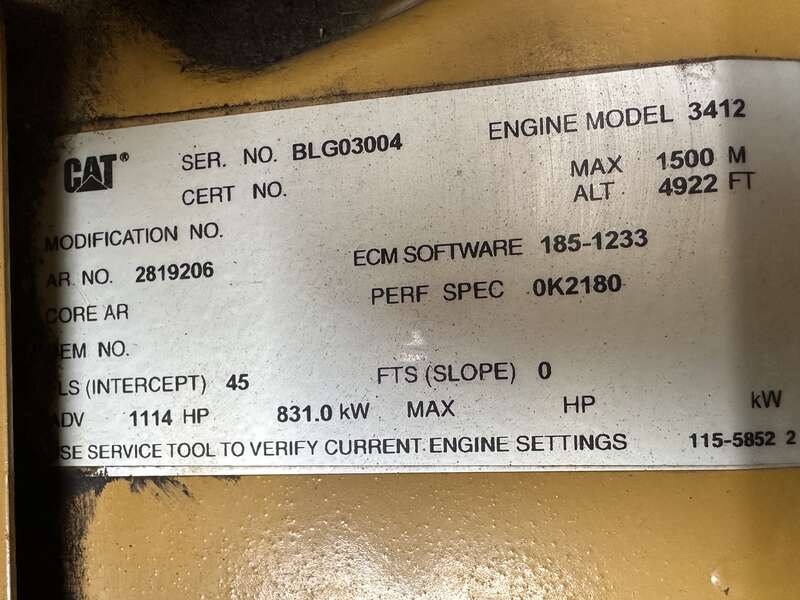 CAT® SER. NO. BLG03004 ENGINE MODEL 3412
CERT NO. MAX ALT 1500 M 4922 FT
MODIFICATION NO.
AR. NO. 2819206 ECM SOFTWARE 185-1233
CORE AR PERF SPEC 0K2180
EM NO.
LS (INTERCEPT) 45 FTS (SLOPE) 0
ADV 1114 HP 831.0 kW MAX HP kW
SE SERVICE TOOL TO VERIFY CURRENT ENGINE SETTINGS 115-5852 2